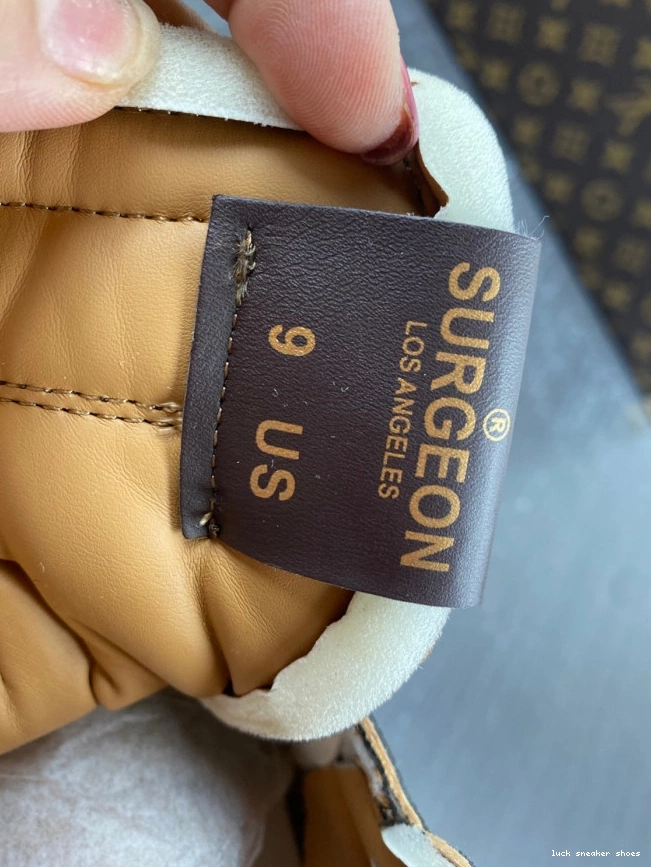 SURGEON®
LOS ANGELES
9 US
luck sneaker shoes